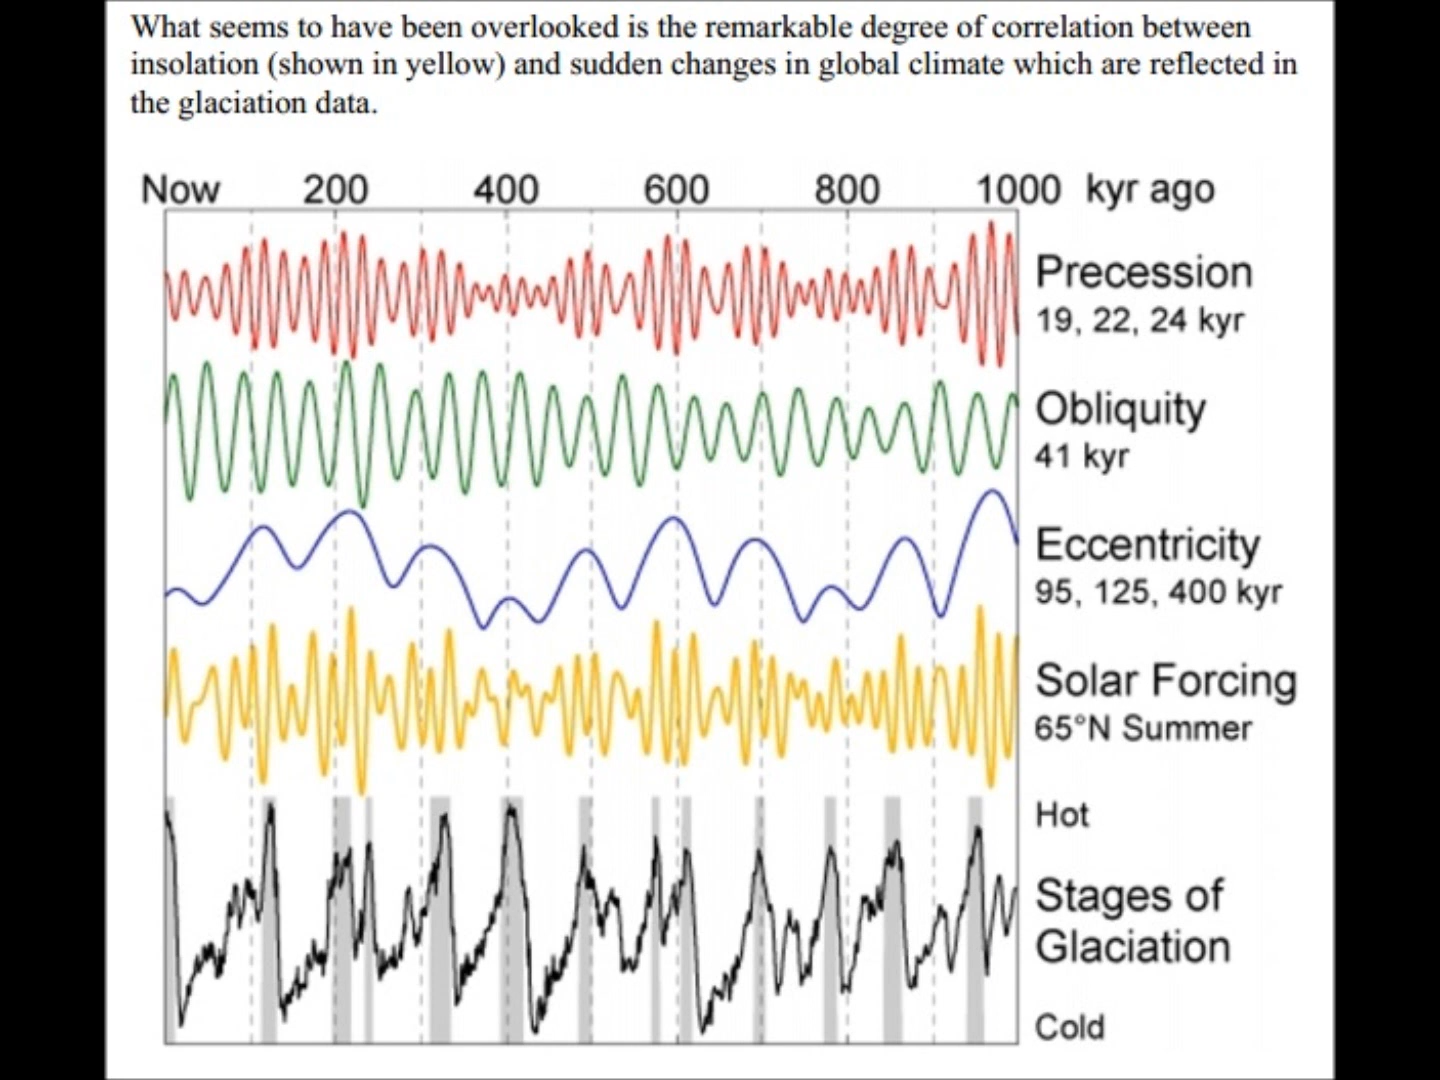 What seems to have been overlooked is the remarkable degree of correlation between
insolation (shown in yellow) and sudden changes in global climate which are reflected in
the glaciation data.
Now 200 400 600 800 1000 kyr ago
Precession
19, 22, 24 kyr
Obliquity
41 kyr
Eccentricity
95, 125, 400 kyr
Solar Forcing
65°N Summer
Hot
Stages of
Glaciation
Cold